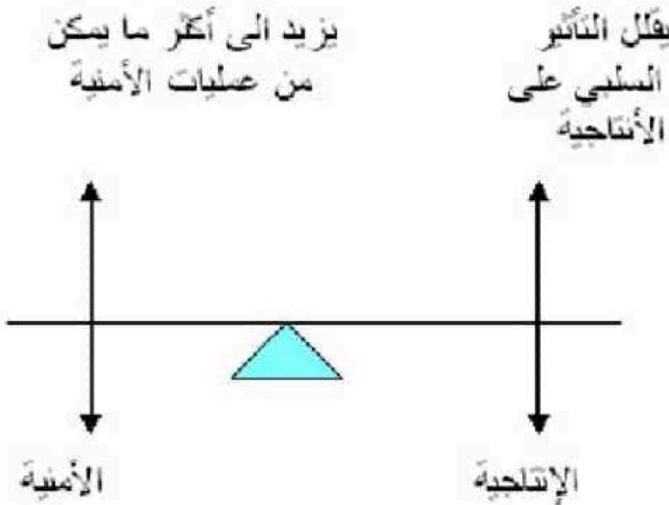 يزيد الى أكثر ما يمكن
من عمليات الأمنية
يقلل التأثير
السلبي على
الأنتاجية
الأمنية
الإنتاجية